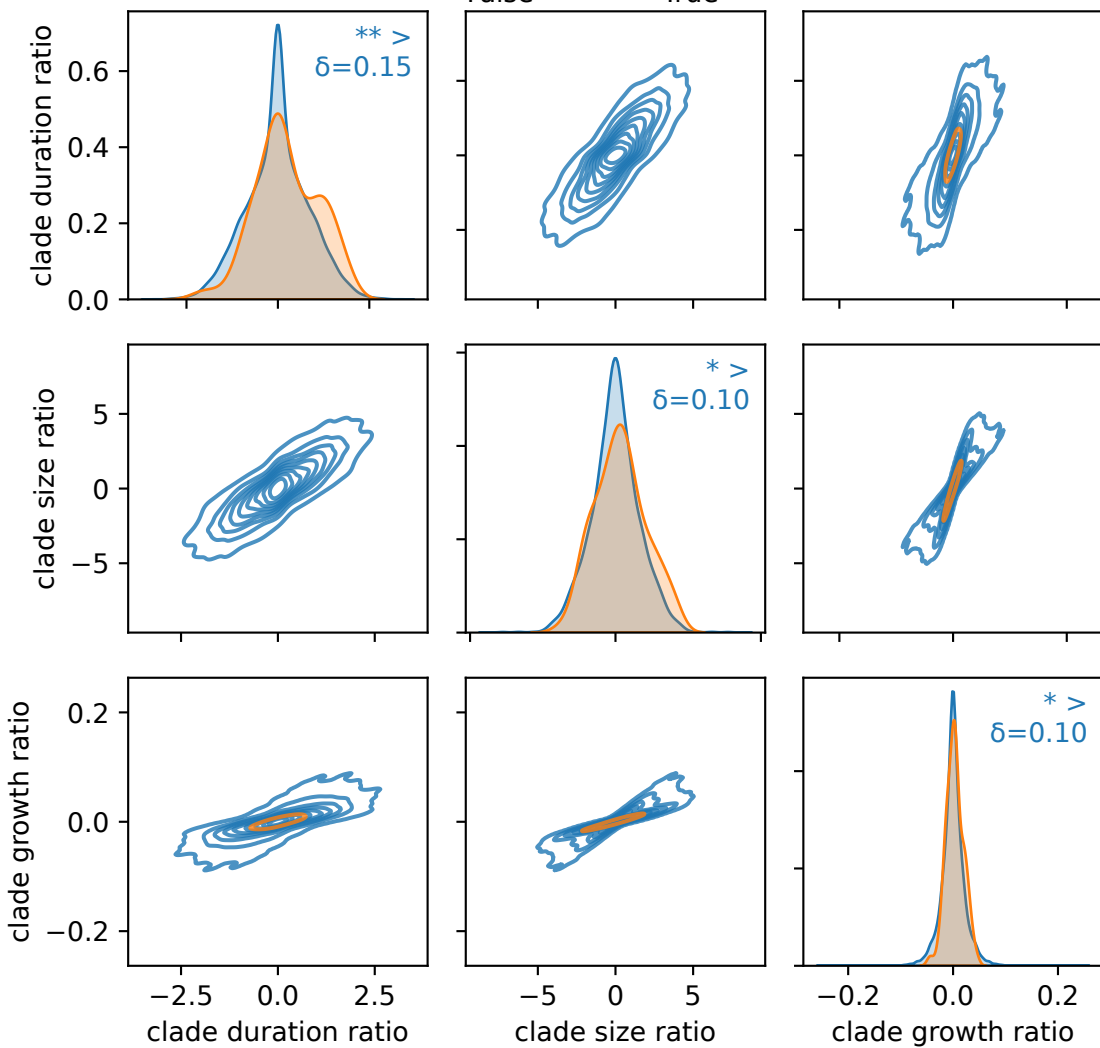 clade duration ratio
0.6
0.4
0.2
0.0
** >
δ=0.15
clade size ratio
5
0
−5
* >
δ=0.10
clade growth ratio
0.2
0.0
−0.2
* >
δ=0.10
−2.5 0.0 2.5
−5 0 5
−0.2 0.0 0.2
clade duration ratio
clade size ratio
clade growth ratio